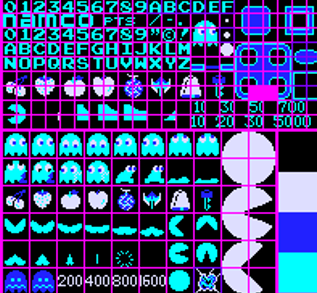 0123456789ABCDEF
namco PTS /-.
0123456789!"©'
ABCDEFGHIJKLM
NOPQRSTUVWXYZ
10 30 50 700
10 20 30 5000
200 400 800 1600